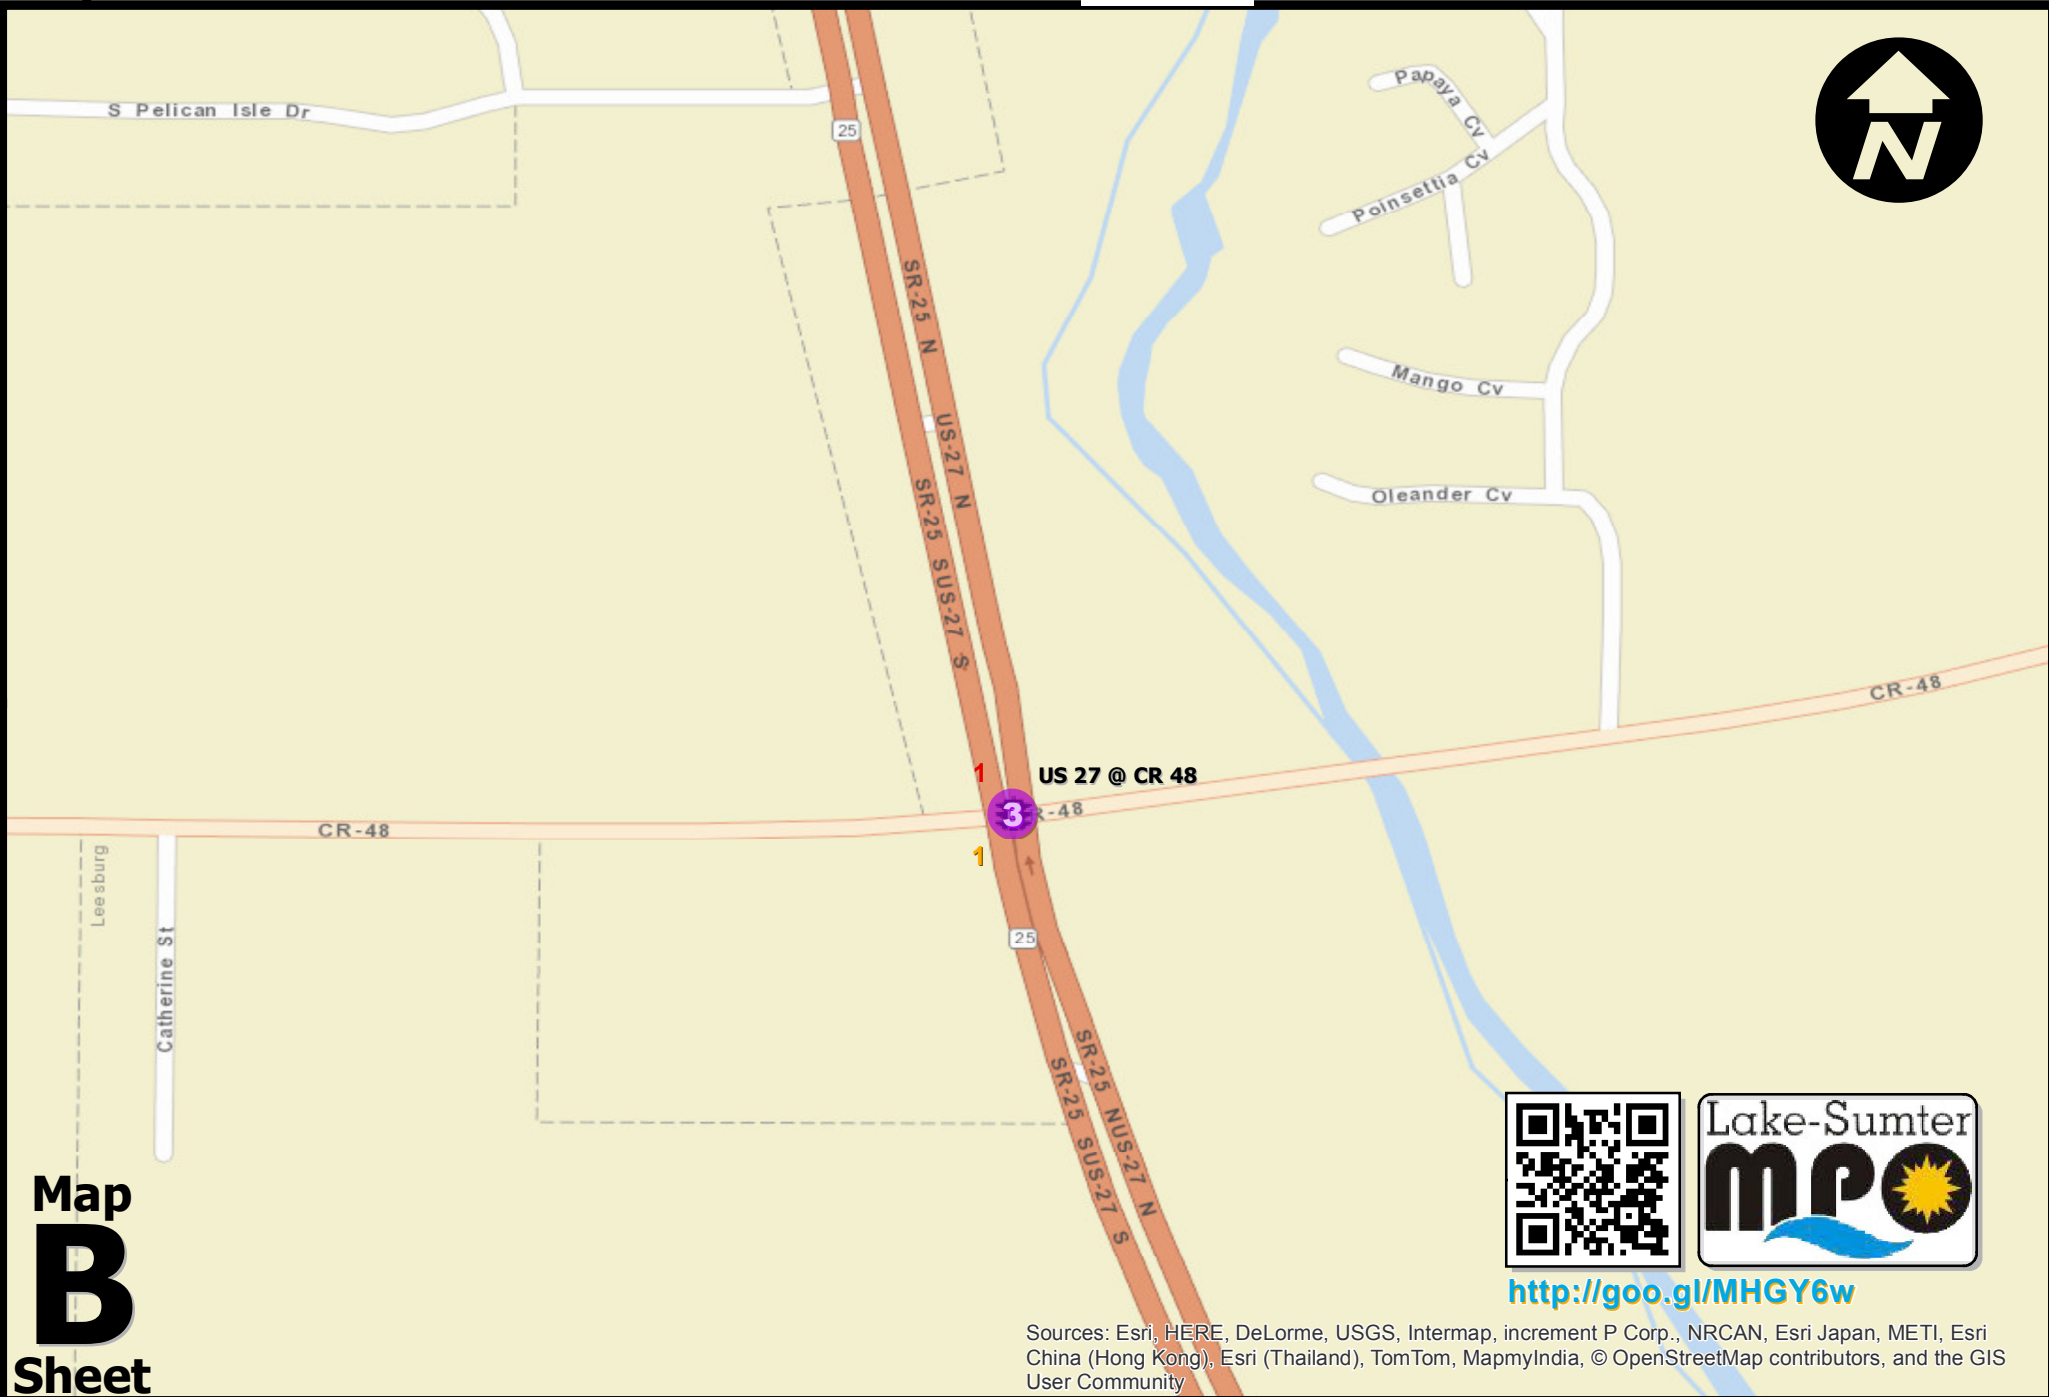 S Pelican Isle Dr
25
Papaya Cv
Poinsettia Cv
N
SR-25 N
US-27 N
SR-25 S
US-27 S
Mango Cv
Oleander Cv
CR-48
1
US 27 @ CR 48
3
R-48
CR-48
1
Leesburg
Catherine St
25
SR-25 N
US-27 N
SR-25 S
US-27 S
Map
B
Sheet
Lake-Sumter
MPO
http://goo.gl/MHGY6w
Sources: Esri, HERE, DeLorme, USGS, Intermap, increment P Corp., NRCAN, Esri Japan, METI, Esri
China (Hong Kong), Esri (Thailand), TomTom, MapmyIndia, © OpenStreetMap contributors, and the GIS
User Community